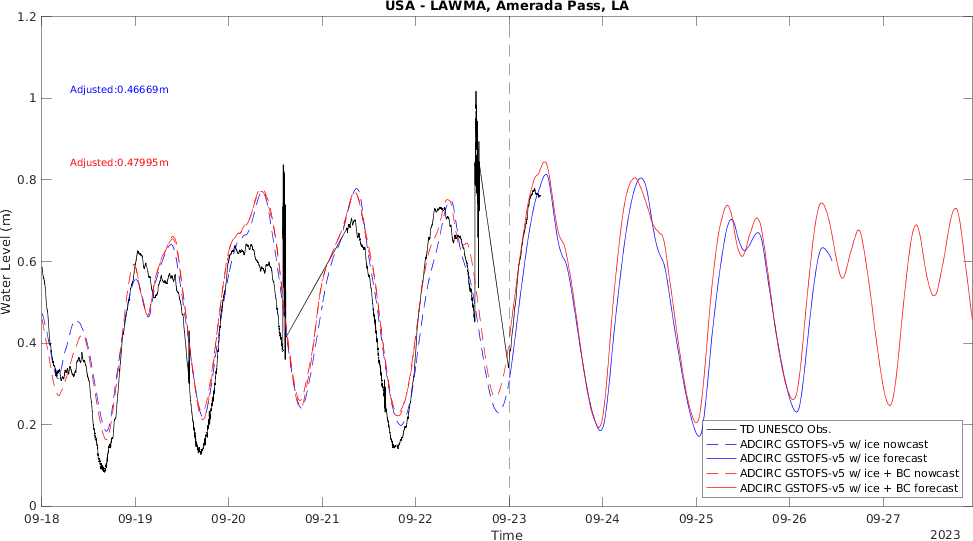 USA - LAWMA, Amerada Pass, LA
1.2
1
0.8
0.6
0.4
0.2
0
Water Level (m)
Adjusted:0.46669m
Adjusted:0.47995m
TD UNESCO Obs.
ADCIRC GSTOFS-v5 w/ ice nowcast
ADCIRC GSTOFS-v5 w/ ice forecast
ADCIRC GSTOFS-v5 w/ ice + BC nowcast
ADCIRC GSTOFS-v5 w/ ice + BC forecast
09-18 09-19 09-20 09-21 09-22 09-23 09-24 09-25 09-26 09-27
Time
2023